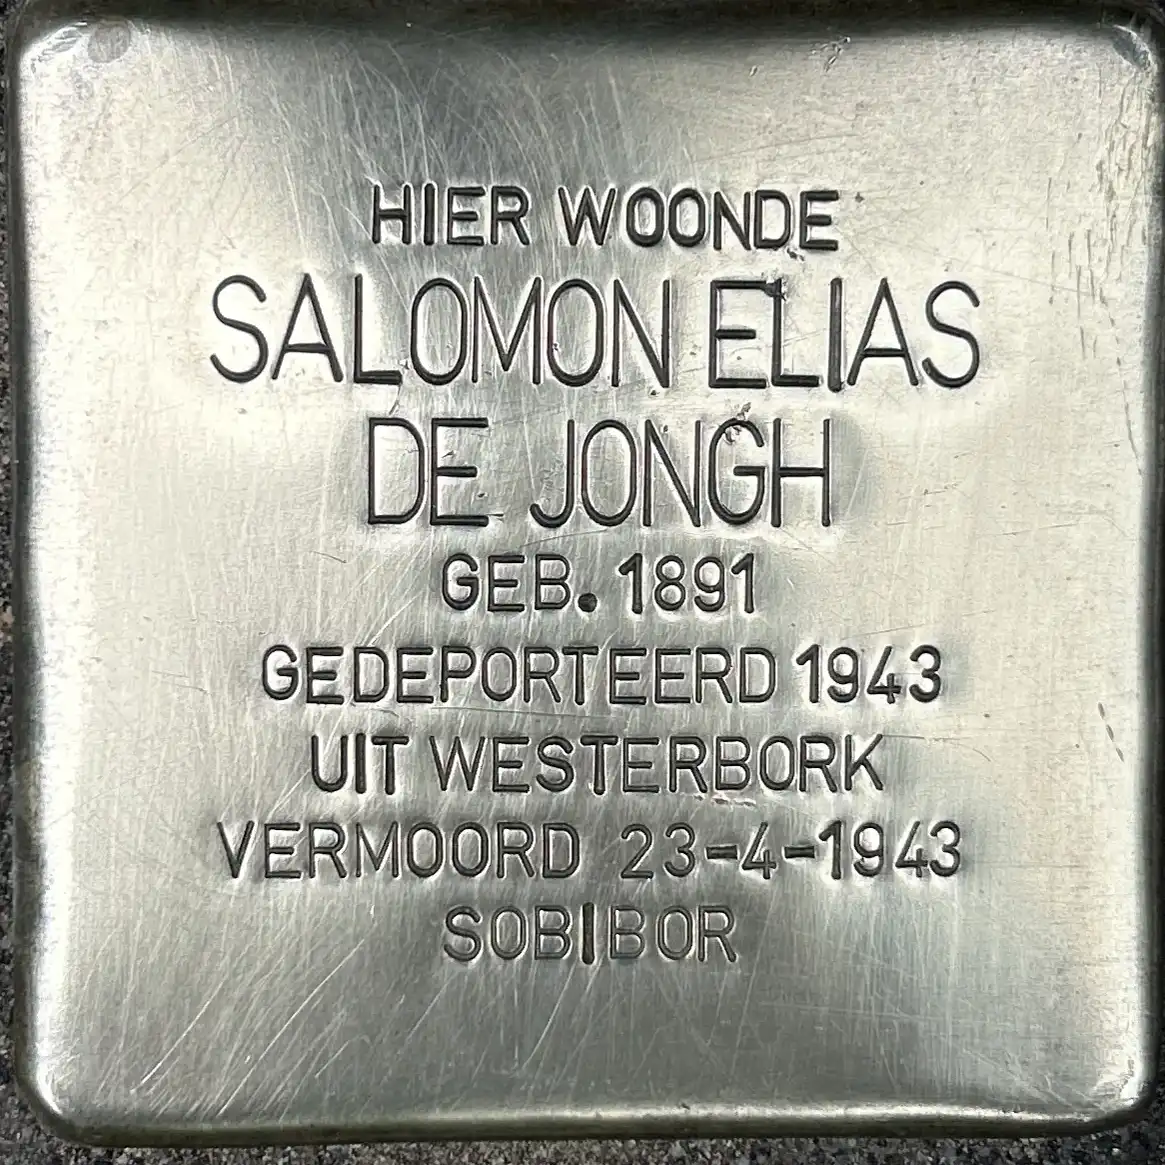 HIER WOONDE
SALOMON ELIAS
DE JONGH
GEB. 1891
GEDEPORTEERD 1943
UIT WESTERBORK
VERMOORD 23-4-1943
SOBIBOR